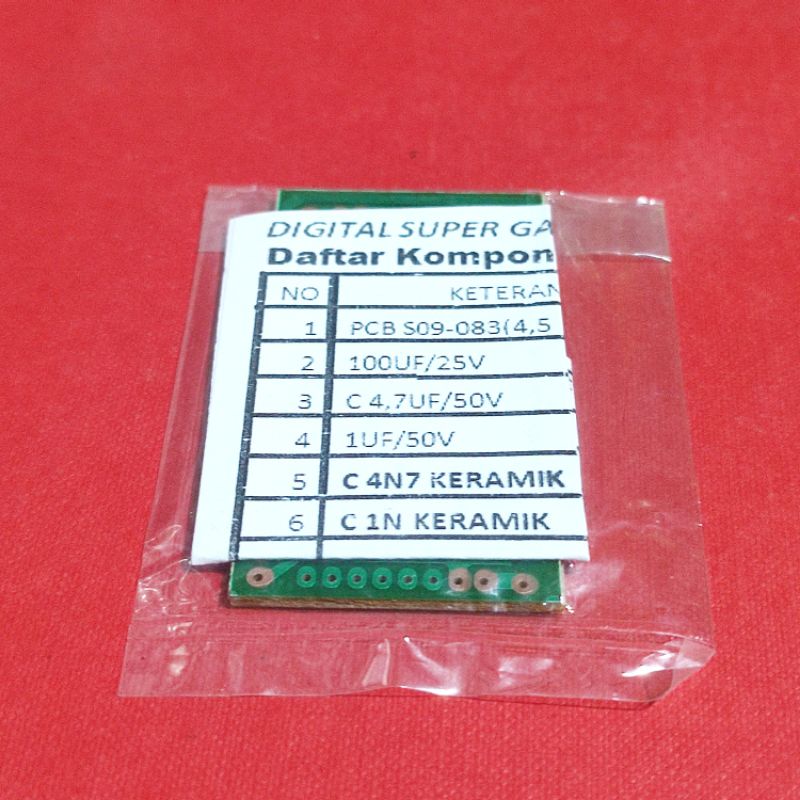 DIGITAL SUPER GA
Daftar Kompon
NO KETERAN
1 PCB S09-083(4,5
2 100UF/25V
3 C 4,7UF/50V
4 1UF/50V
5 C 4N7 KERAMIK
6 C 1N KERAMIK